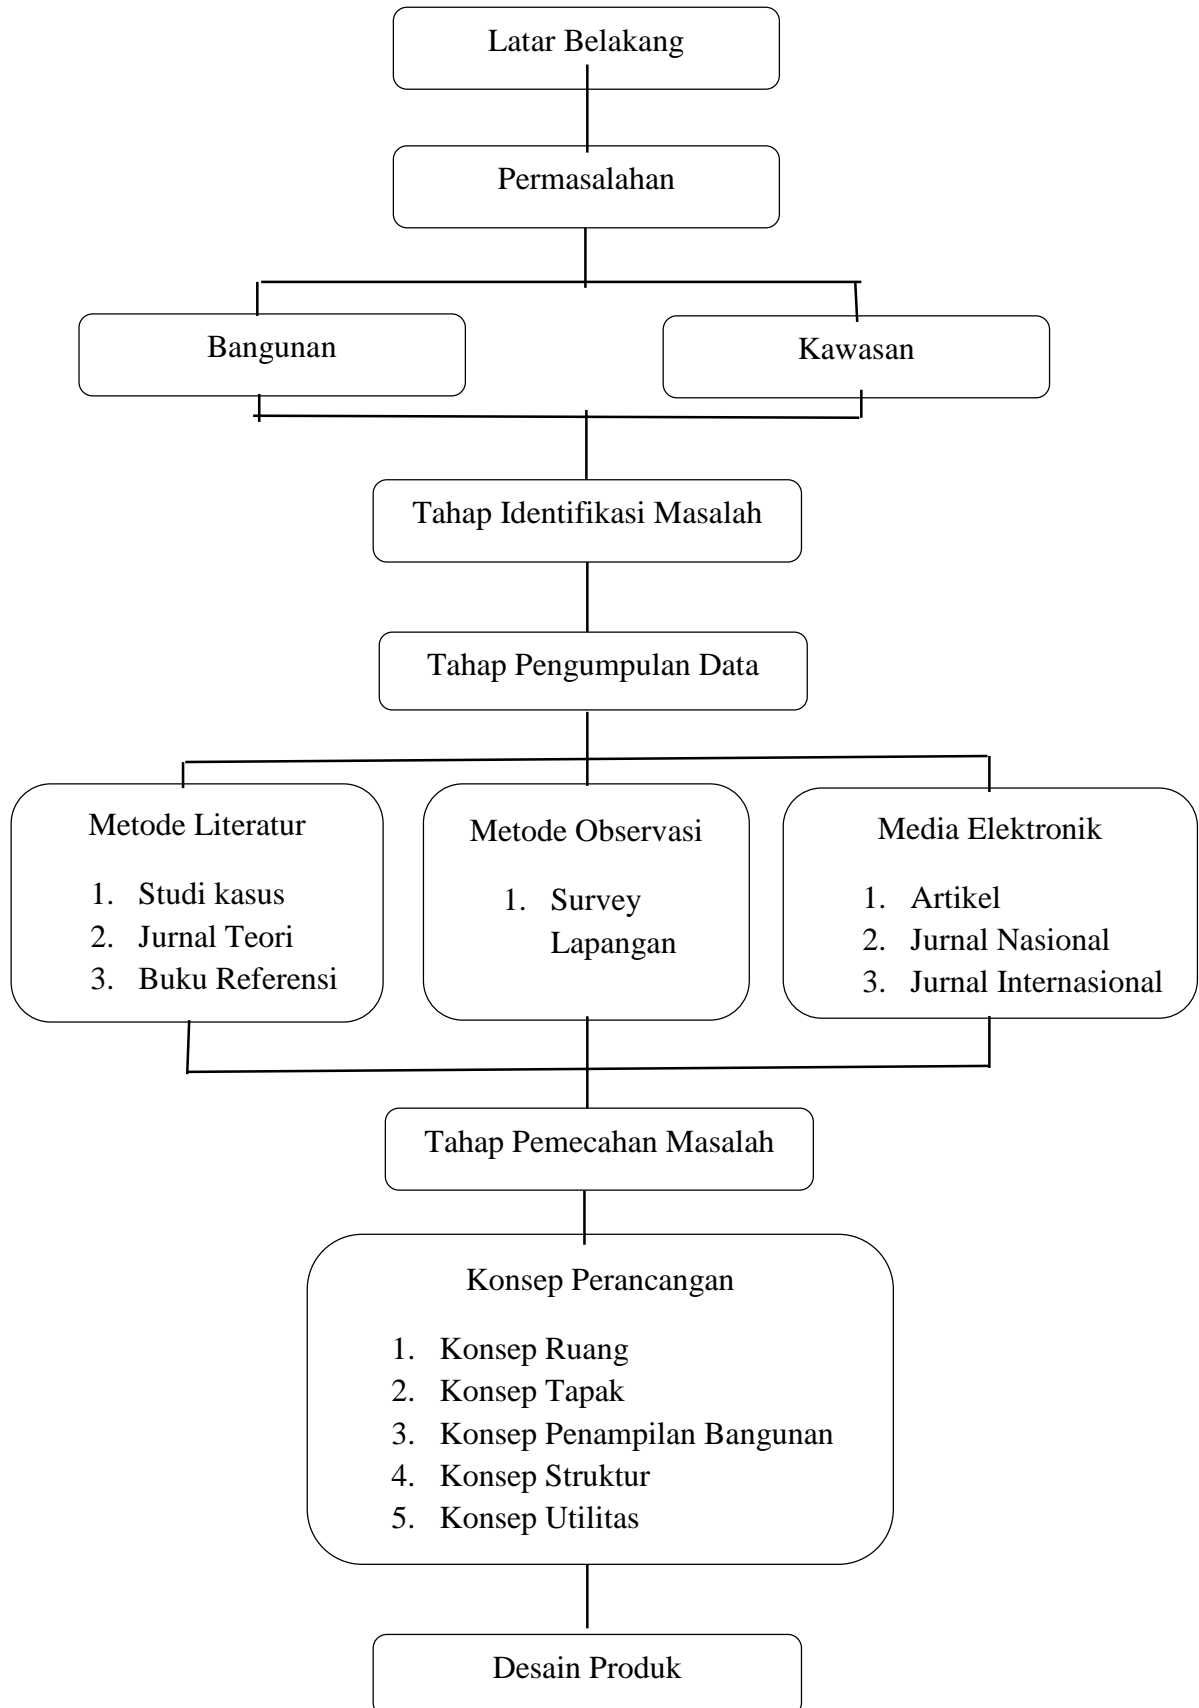 Latar Belakang
Permasalahan
Bangunan
Kawasan
Tahap Identifikasi Masalah
Tahap Pengumpulan Data
Metode Literatur
1. Studi kasus
2. Jurnal Teori
3. Buku Referensi
Metode Observasi
1. Survey
Lapangan
Media Elektronik
1. Artikel
2. Jurnal Nasional
3. Jurnal Internasional
Tahap Pemecahan Masalah
Konsep Perancangan
1. Konsep Ruang
2. Konsep Tapak
3. Konsep Penampilan Bangunan
4. Konsep Struktur
5. Konsep Utilitas
Desain Produk